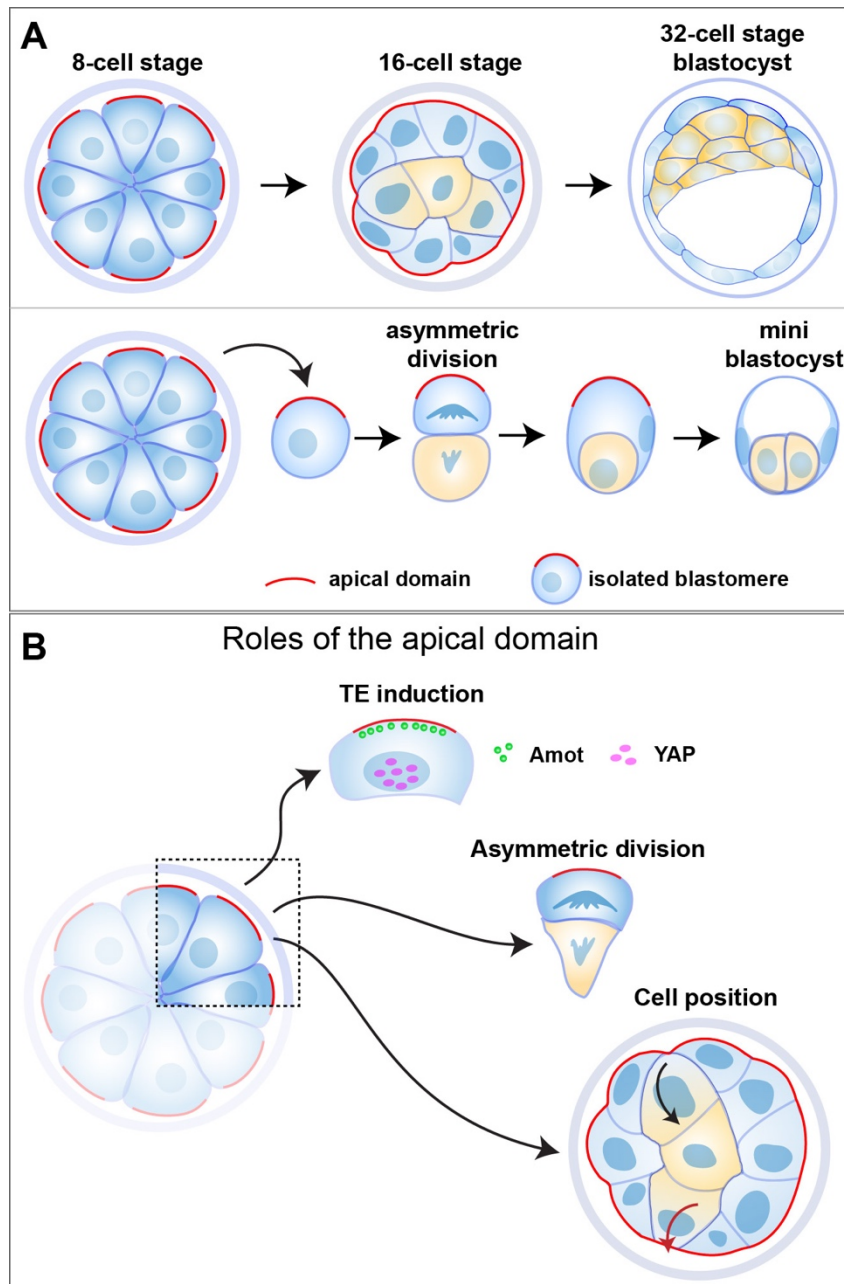 A
8-cell stage
16-cell stage
32-cell stage
blastocyst
asymmetric
division
mini
blastocyst
apical domain
isolated blastomere
B
Roles of the apical domain
TE induction
Amot
YAP
Asymmetric division
Cell position